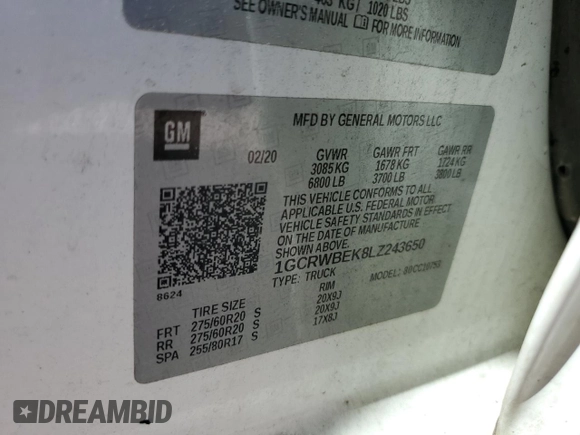 KG | 1020 LBS
SEE OWNER'S MANUAL FOR MORE INFORMATION
MFD BY GENERAL MOTORS LLC
GM
02/20 GVWR GAWR FRT GAWR RR
3085 KG 1678 KG 1724 KG
6800 LB 3700 LB 3800 LB
THIS VEHICLE CONFORMS TO ALL
APPLICABLE U.S. FEDERAL MOTOR
VEHICLE SAFETY STANDARDS IN EFFECT
ON THE DATE OF MANUFACTURE
SHOWN ABOVE.
1GCRWBEK8LZ243650
TYPE: TRUCK MODEL:
8624
TIRE SIZE RIM
FRT 275/60R20 S 20X9J
RR 275/60R20 S 20X9J
SPA 255/80R17 S 17X8J
DREAMBID